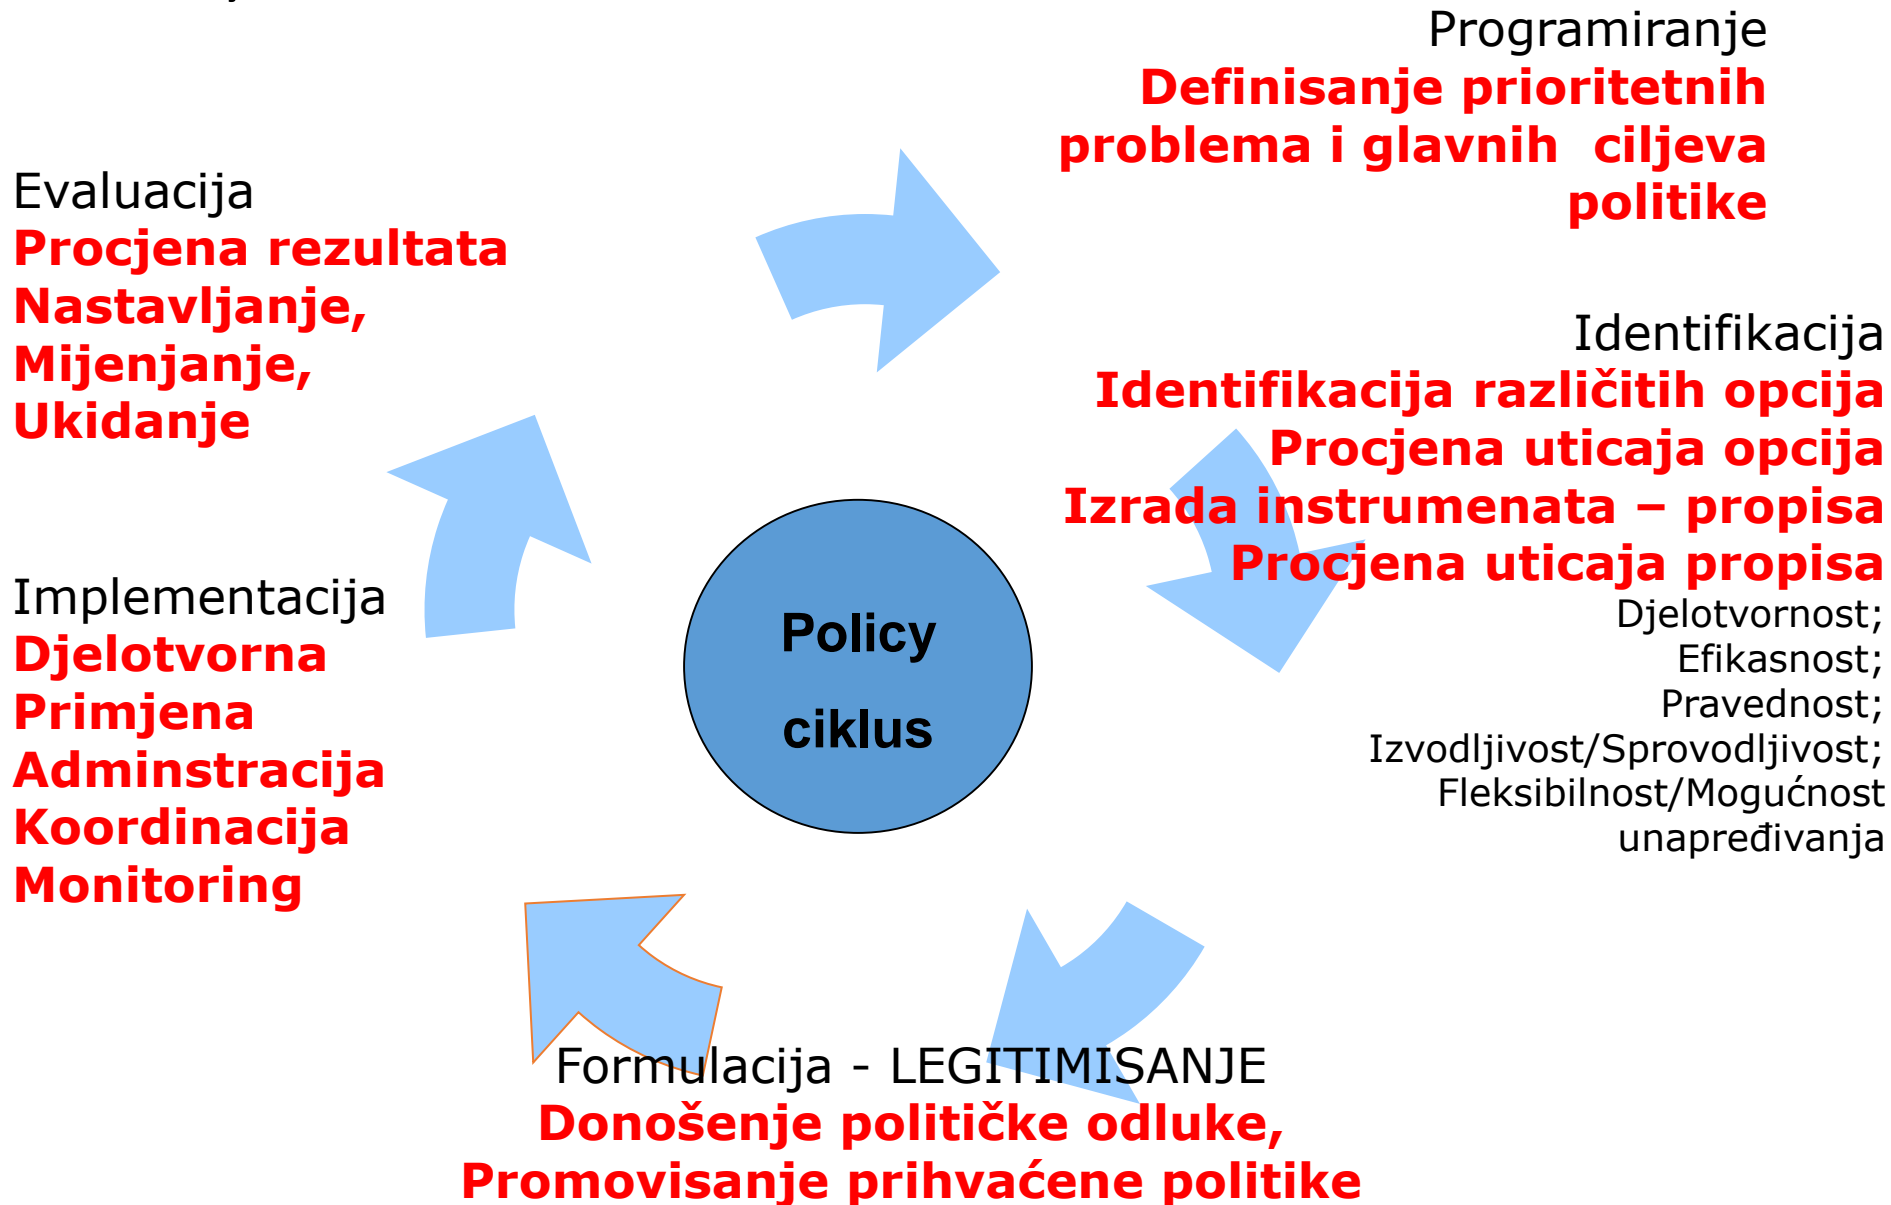 Programiranje
Definisanje prioritetnih
problema i glavnih ciljeva
politike
Identifikacija
Identifikacija različitih opcija
Procjena uticaja opcija
Izrada instrumenata – propisa
Procjena uticaja propisa
Djelotvornost;
Efikasnost;
Pravednost;
Izvodljivost/Sprovodljivost;
Fleksibilnost/Mogućnost
unapređivanja
Formulacija - LEGITIMISANJE
Donošenje političke odluke,
Promovisanje prihvaćene politike
Implementacija
Djelotvorna
Primjena
Adminstracija
Koordinacija
Monitoring
Evaluacija
Procjena rezultata
Nastavljanje,
Mijenjanje,
Ukidanje
Policy
ciklus